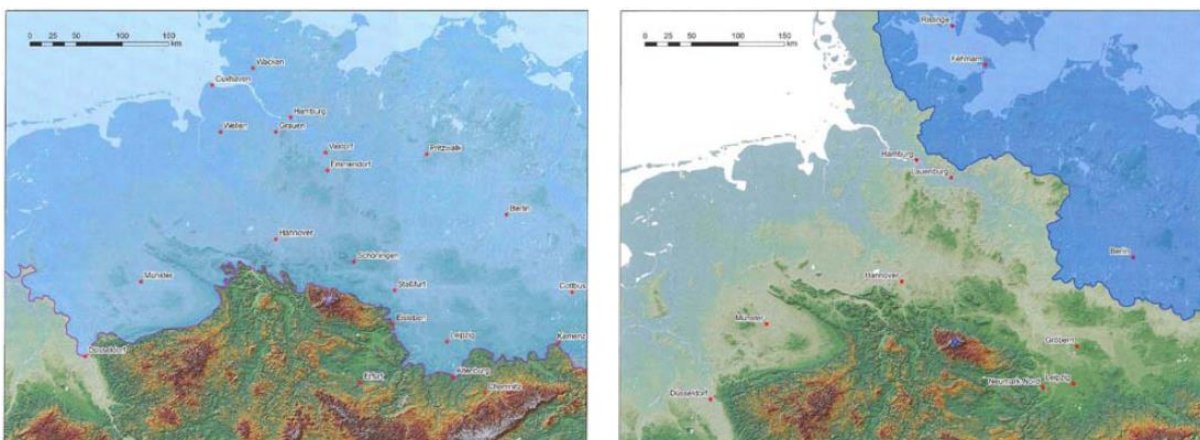 0 25 50 100 150
km
Wacken
Cuxhaven
Hamburg
Wellen
Grauen
Vastorf
Emmendorf
Pritzwalk
Berlin
Hannover
Schöningen
Münster
Staßfurt
Cottbus
Eisleben
Leipzig
Kamenz
Düsseldorf
Altenburg
Erfurt
Chemnitz
0 25 50 100 150
km
Ristinge
Fehmarn
Hamburg
Lauenburg
Berlin
Hannover
Münster
Gröbern
Neumark-Nord
Leipzig
Düsseldorf